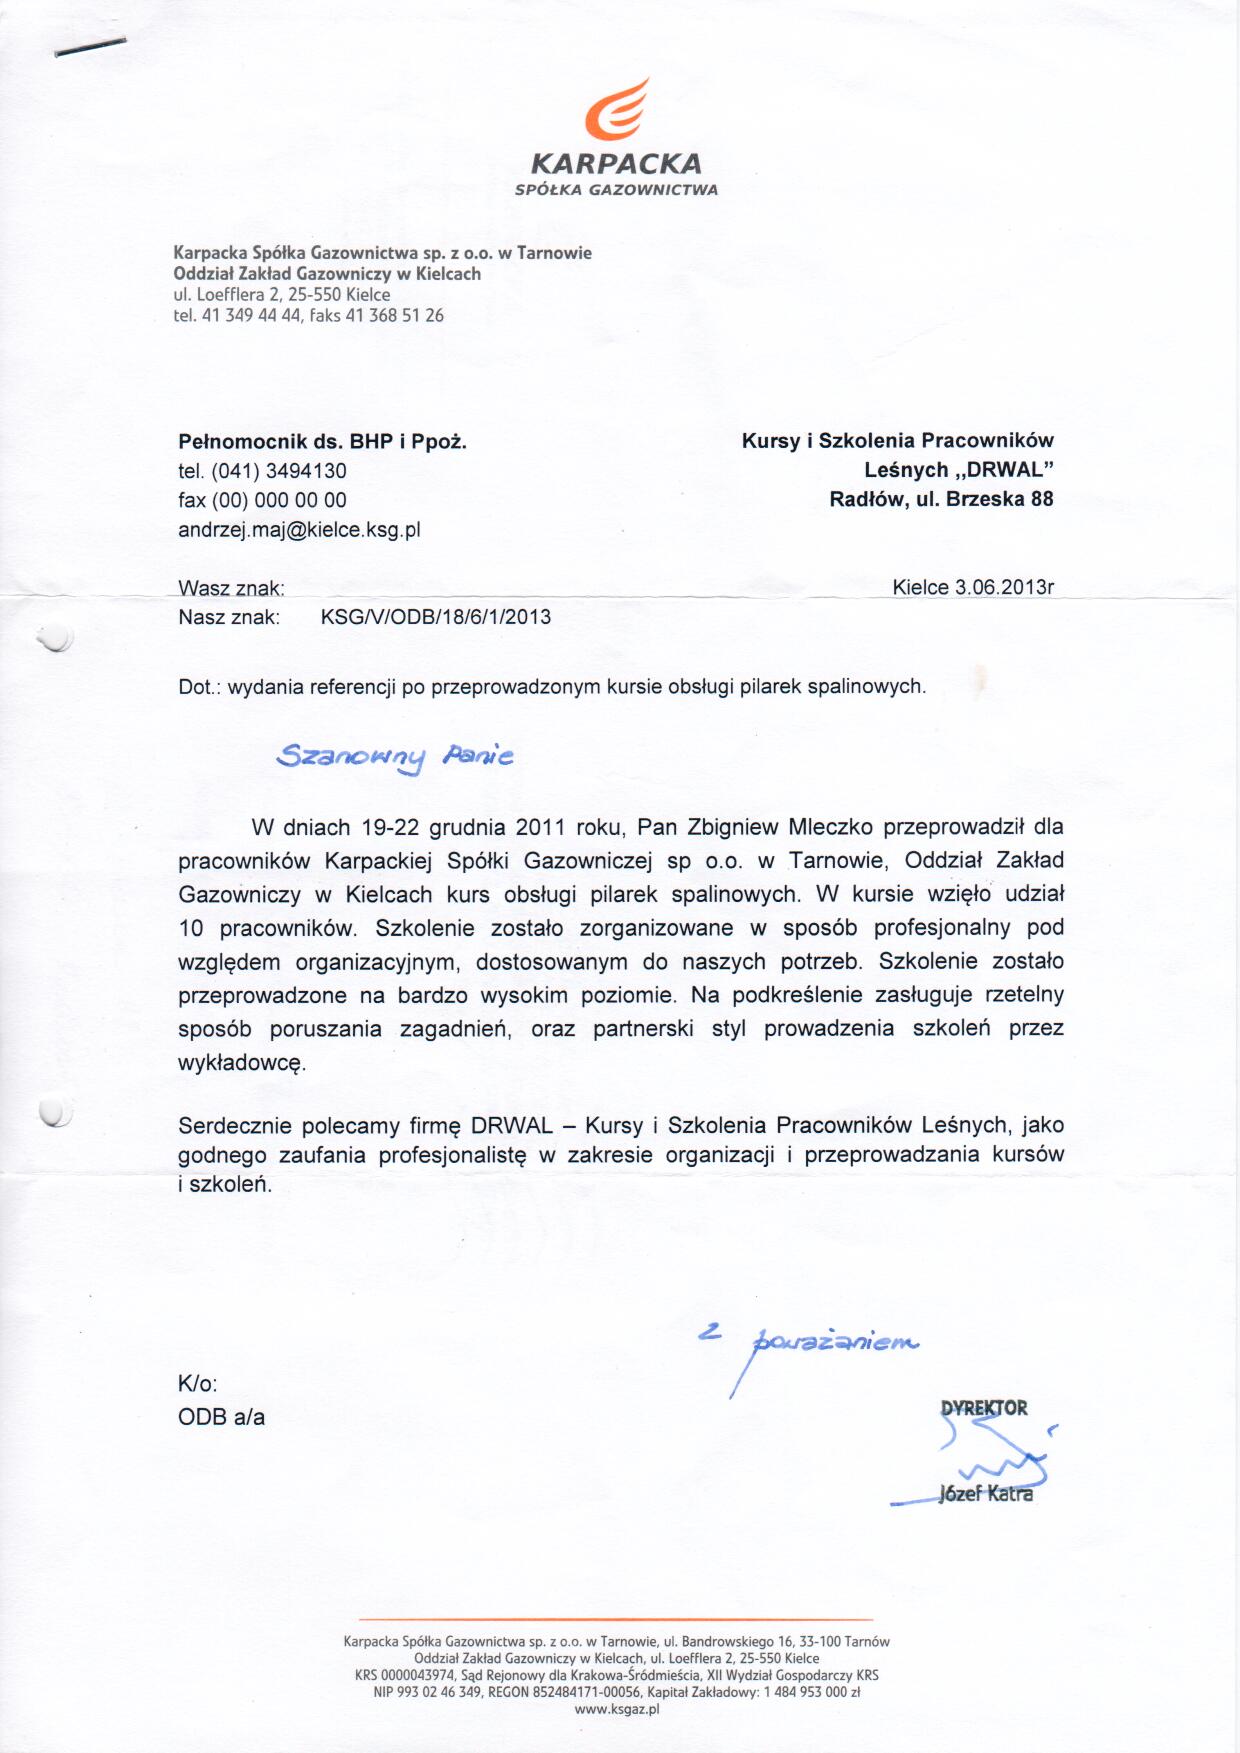 KARPACKA
SPÓŁKA GAZOWNICTWA
Karpacka Spółka Gazownictwa sp. z o.o. w Tarnowie
Oddział Zakład Gazowniczy w Kielcach
ul. Loefflera 2, 25-550 Kielce
tel. 41 349 44 44, faks 41 368 51 26
Pełnomocnik ds. BHP i Ppoż.
tel. (041) 3494130
fax (00) 000 00 00
andrzej.maj@kielce.ksg.pl
Kursy i Szkolenia Pracowników
Leśnych ,,DRWAL”
Radłów, ul. Brzeska 88
Wasz znak:
Kielce 3.06.2013r
Nasz znak: KSG/V/ODB/18/6/1/2013
Dot.: wydania referencji po przeprowadzonym kursie obsługi pilarek spalinowych.
Szanowny Panie
W dniach 19-22 grudnia 2011 roku, Pan Zbigniew Mleczko przeprowadził dla
pracowników Karpackiej Spółki Gazowniczej sp o.o. w Tarnowie, Oddział Zakład
Gazowniczy w Kielcach kurs obsługi pilarek spalinowych. W kursie wzięło udział
10 pracowników. Szkolenie zostało zorganizowane w sposób profesjonalny pod
względem organizacyjnym, dostosowanym do naszych potrzeb. Szkolenie zostało
przeprowadzone na bardzo wysokim poziomie. Na podkreślenie zasługuje rzetelny
sposób poruszania zagadnień, oraz partnerski styl prowadzenia szkoleń przez
wykładowcę.
Serdecznie polecamy firmę DRWAL – Kursy i Szkolenia Pracowników Leśnych, jako
godnego zaufania profesjonalistę w zakresie organizacji i przeprowadzania kursów
i szkoleń.
z poważaniem
K/o:
ODB a/a
DYREKTOR
Józef Katra
Karpacka Spółka Gazownictwa sp. z o.o. w Tarnowie, ul. Bandrowskiego 16, 33-100 Tarnów
Oddział Zakład Gazowniczy w Kielcach, ul. Loefflera 2, 25-550 Kielce
KRS 0000043974, Sąd Rejonowy dla Krakowa-Śródmieścia, XII Wydział Gospodarczy KRS
NIP 993 02 46 349, REGON 852484171-00056, Kapitał Zakładowy: 1 484 953 000 zł
www.ksgaz.pl